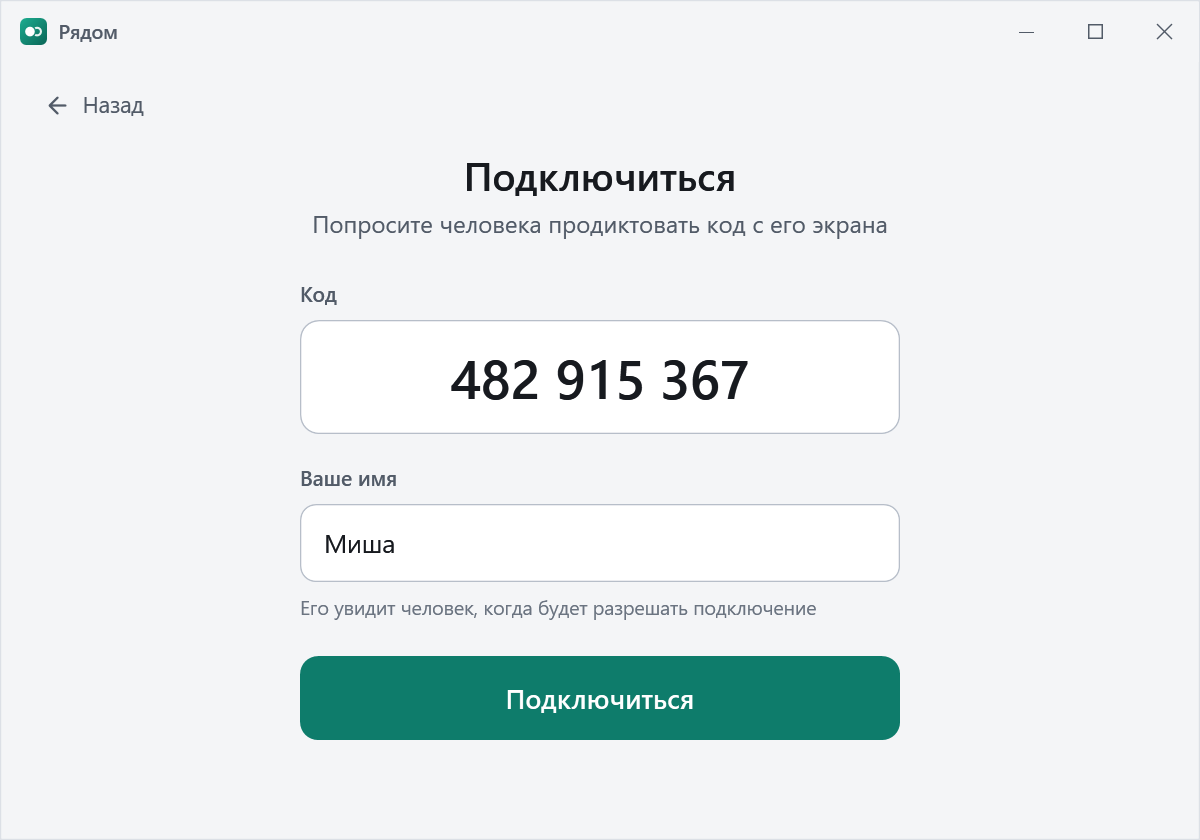 Рядом
Назад
Подключиться
Попросите человека продиктовать код с его экрана
Код
482 915 367
Ваше имя
Миша
Его увидит человек, когда будет разрешать подключение
Подключиться